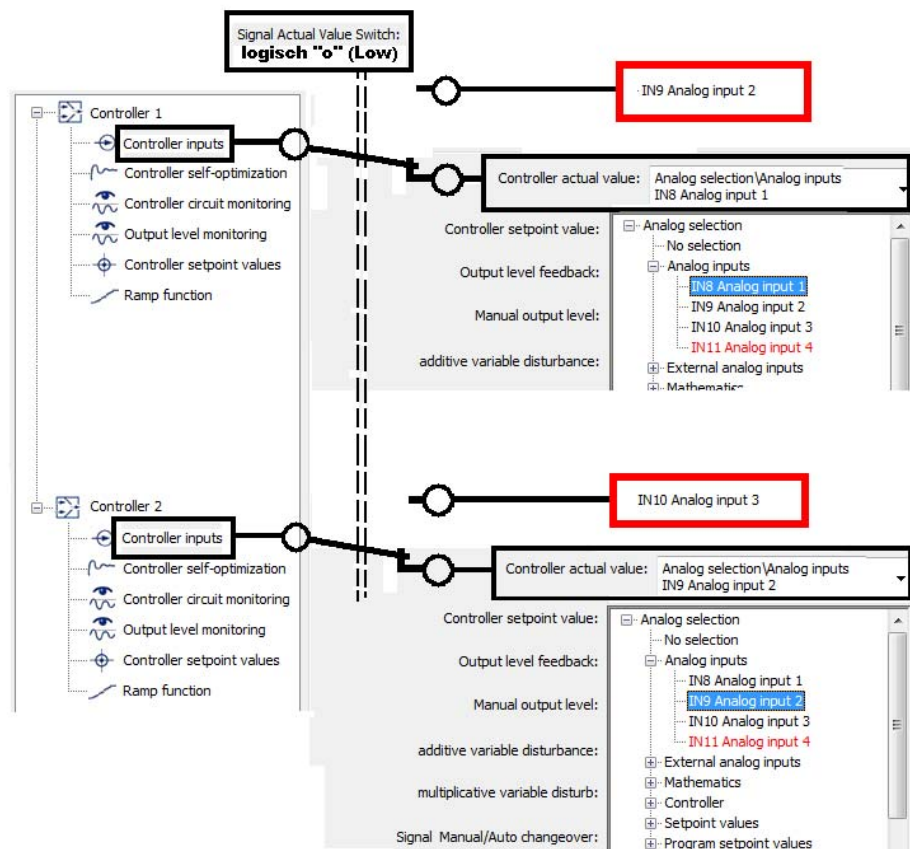 Signal Actual Value Switch:
logisch "o" (Low)
IN9 Analog input 2
Controller 1
Controller inputs
Controller self-optimization
Controller circuit monitoring
Output level monitoring
Controller setpoint values
Ramp function
Controller actual value: Analog selection\Analog inputs
IN8 Analog input 1
Controller setpoint value:
Output level feedback:
Manual output level:
additive variable disturbance:
Analog selection
No selection
Analog inputs
IN8 Analog input 1
IN9 Analog input 2
IN10 Analog input 3
IN11 Analog input 4
External analog inputs
Mathematics
IN10 Analog input 3
Controller 2
Controller inputs
Controller self-optimization
Controller circuit monitoring
Output level monitoring
Controller setpoint values
Ramp function
Controller actual value: Analog selection\Analog inputs
IN9 Analog input 2
Controller setpoint value:
Output level feedback:
Manual output level:
additive variable disturbance:
multiplicative variable disturb:
Signal Manual/Auto changeover:
Analog selection
No selection
Analog inputs
IN8 Analog input 1
IN9 Analog input 2
IN10 Analog input 3
IN11 Analog input 4
External analog inputs
Mathematics
Controller
Setpoint values
Program setpoint values